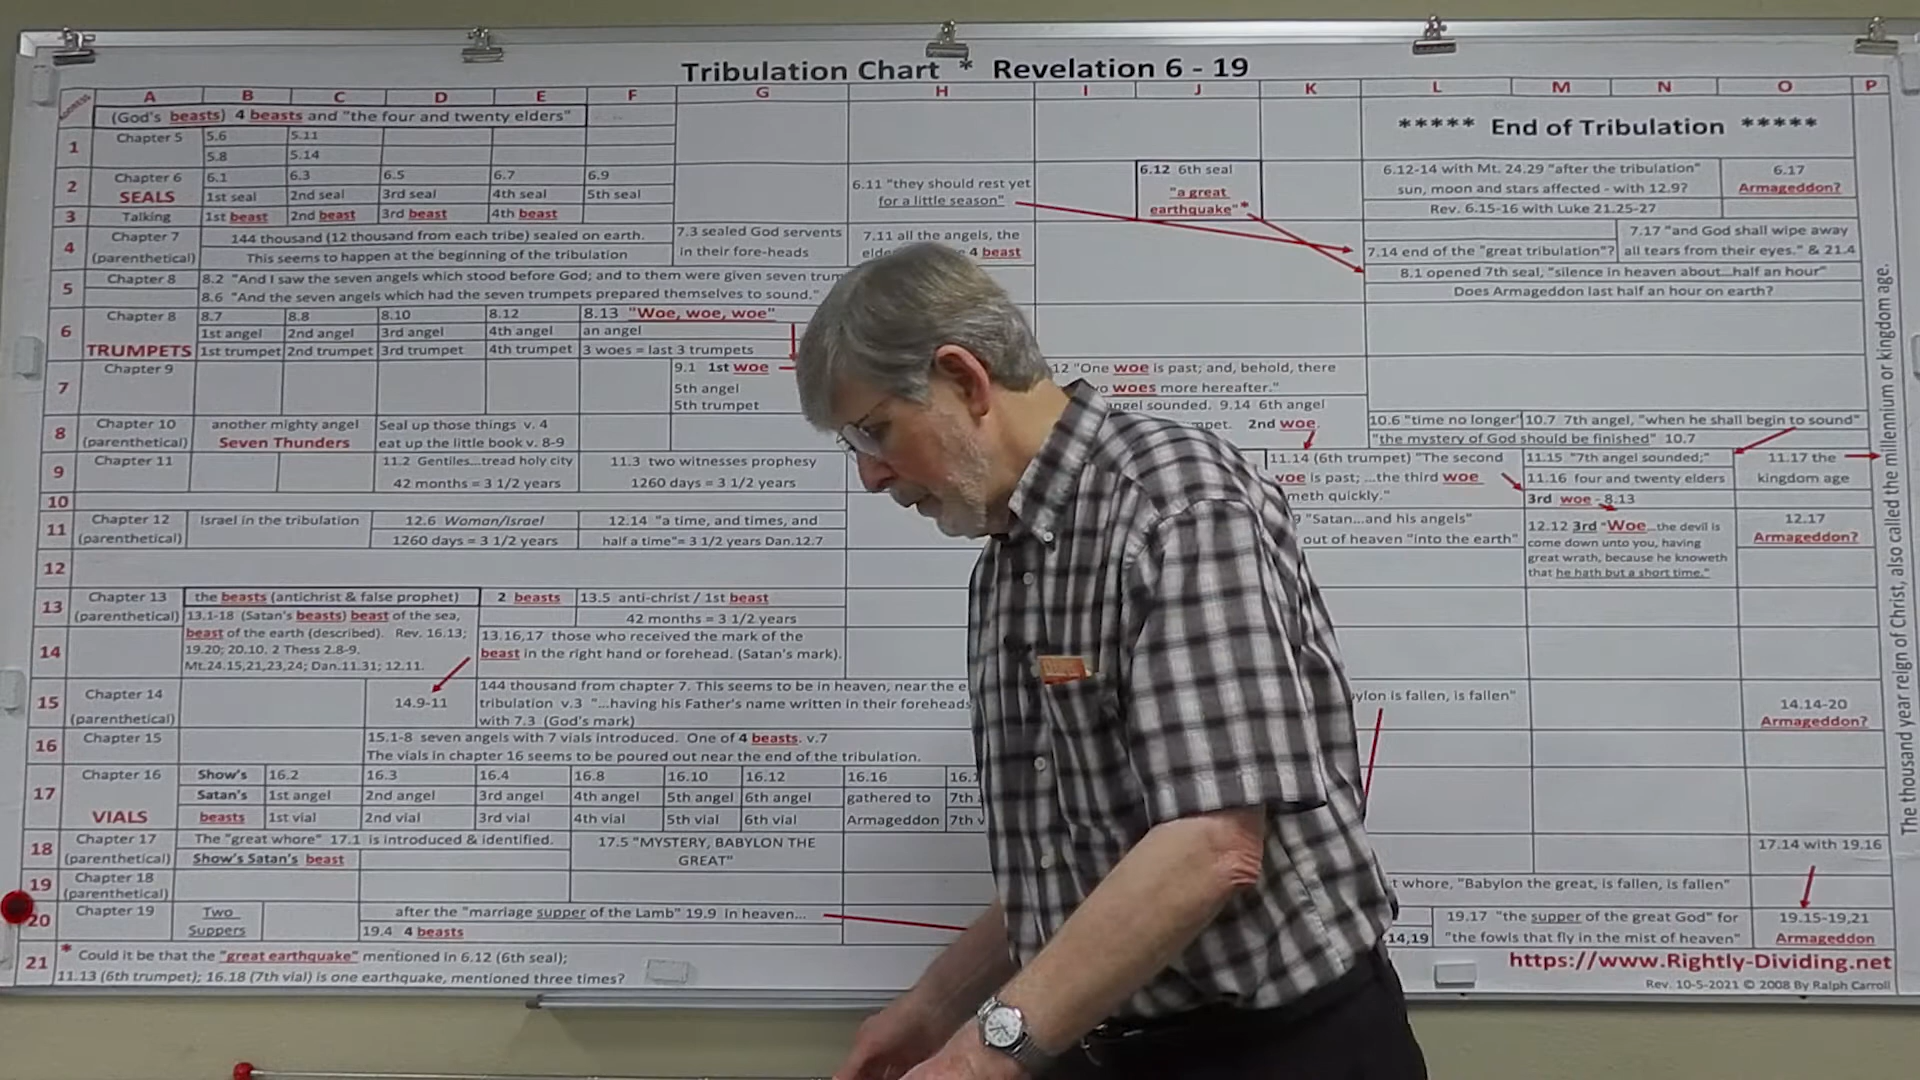 Tribulation Chart * Revelation 6 - 19
ADDRESS A B C D E F G H I J K L M N O P
(God's beasts) 4 beasts and "the four and twenty elders"
***** End of Tribulation *****
1 Chapter 5 5.6 5.11
5.8 5.14
2 Chapter 6 6.1 6.3 6.5 6.7 6.9
SEALS 1st seal 2nd seal 3rd seal 4th seal 5th seal
6.11 "they should rest yet
for a little season"
6.12 6th seal
"a great
earthquake"*
6.12-14 with Mt. 24.29 "after the tribulation"
sun, moon and stars affected - with 12.9?
6.17
Armageddon?
3 Talking 1st beast 2nd beast 3rd beast 4th beast
Rev. 6.15-16 with Luke 21.25-27
4 Chapter 7
(parenthetical)
144 thousand (12 thousand from each tribe) sealed on earth.
This seems to happen at the beginning of the tribulation
7.3 sealed God servents
in their fore-heads
7.11 all the angels, the
4 beast
7.14 end of the "great tribulation"?
7.17 "and God shall wipe away
all tears from their eyes." & 21.4
5 Chapter 8 8.2 "And I saw the seven angels which stood before God; and to them were given seven
8.6 "And the seven angels which had the seven trumpets prepared themselves to sound."
8.1 opened 7th seal, "silence in heaven about...half an hour"
Does Armageddon last half an hour on earth?
6 Chapter 8 8.7 8.8 8.10 8.12 8.13 "Woe, woe, woe"
1st angel 2nd angel 3rd angel 4th angel an angel
TRUMPETS 1st trumpet 2nd trumpet 3rd trumpet 4th trumpet 3 woes = last 3 trumpets
7 Chapter 9
9.1 1st woe
5th angel
5th trumpet
12 "One woe is past; and, behold, there
woes more hereafter."
angel sounded. 9.14 6th angel
2nd woe.
8 Chapter 10
(parenthetical)
another mighty angel
Seven Thunders
Seal up those things v. 4
eat up the little book v. 8-9
10.6 "time no longer" 10.7 7th angel, "when he shall begin to sound"
"the mystery of God should be finished" 10.7
9 Chapter 11
11.2 Gentiles...tread holy city
42 months = 3 1/2 years
11.3 two witnesses prophesy
1260 days = 3 1/2 years
11.14 (6th trumpet) "The second
woe is past; ...the third woe
cometh quickly."
11.15 "7th angel sounded;"
11.16 four and twenty elders
3rd woe - 8.13
11.17 the
kingdom age
10
11 Chapter 12
(parenthetical)
Israel in the tribulation
12.6 Woman/Israel
1260 days = 3 1/2 years
12.14 "a time, and times, and
half a time"= 3 1/2 years Dan.12.7
"Satan...and his angels"
out of heaven "into the earth"
12.12 3rd "Woe...the devil is
come down unto you, having
great wrath, because he knoweth
that he hath but a short time."
12.17
Armageddon?
12
13 Chapter 13
(parenthetical)
the beasts (antichrist & false prophet)
2 beasts
13.5 anti-christ / 1st beast
42 months = 3 1/2 years
13.1-18 (Satan's beasts) beast of the sea,
beast of the earth (described). Rev. 16.13;
19.20; 20.10. 2 Thess 2.8-9.
Mt.24.15,21,23,24; Dan.11.31; 12.11.
14
13.16,17 those who received the mark of the
beast in the right hand or forehead. (Satan's mark).
15 Chapter 14
(parenthetical)
14.9-11
144 thousand from chapter 7. This seems to be in heaven, near the
tribulation v.3 "...having his Father's name written in their foreheads
with 7.3 (God's mark)
is fallen, is fallen"
14.14-20
Armageddon?
16 Chapter 15
15.1-8 seven angels with 7 vials introduced. One of 4 beasts. v.7
The vials in chapter 16 seems to be poured out near the end of the tribulation.
17 Chapter 16 Show's 16.2 16.3 16.4 16.8 16.10 16.12 16.16
Satan's 1st angel 2nd angel 3rd angel 4th angel 5th angel 6th angel gathered to 7th
VIALS beasts 1st vial 2nd vial 3rd vial 4th vial 5th vial 6th vial Armageddon 7th
18 Chapter 17
(parenthetical)
The "great whore" 17.1 is introduced & identified.
Show's Satan's beast
17.5 "MYSTERY, BABYLON THE
GREAT"
17.14 with 19.16
19 Chapter 18
(parenthetical)
whore, "Babylon the great, is fallen, is fallen"
20 Chapter 19
Two
Suppers
after the "marriage supper of the Lamb" 19.9 in heaven...
19.4 4 beasts
14,19
19.17 "the supper of the great God" for
"the fowls that fly in the mist of heaven"
19.15-19,21
Armageddon
21 * Could it be that the "great earthquake" mentioned in 6.12 (6th seal);
11.13 (6th trumpet); 16.18 (7th vial) is one earthquake, mentioned three times?
https://www.Rightly-Dividing.net
Rev. 10-5-2021 © 2008 By Ralph Carroll
The thousand year reign of Christ, also called the millennium or kingdom age.